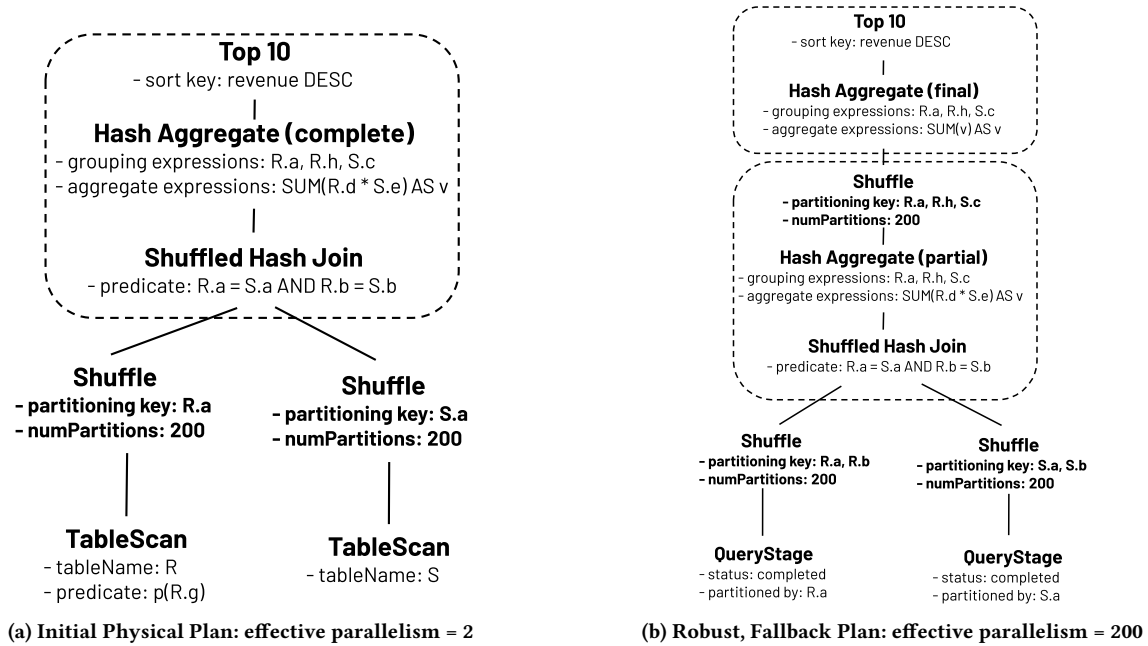 Top 10
- sort key: revenue DESC
Hash Aggregate (complete)
- grouping expressions: R.a, R.h, S.c
- aggregate expressions: SUM(R.d * S.e) AS v
Shuffled Hash Join
- predicate: R.a = S.a AND R.b = S.b
Shuffle
- partitioning key: R.a
- numPartitions: 200
Shuffle
- partitioning key: S.a
- numPartitions: 200
TableScan
- tableName: R
- predicate: p(R.g)
TableScan
- tableName: S
(a) Initial Physical Plan: effective parallelism = 2
Top 10
- sort key: revenue DESC
Hash Aggregate (final)
- grouping expressions: R.a, R.h, S.c
- aggregate expressions: SUM(v) AS v
Shuffle
- partitioning key: R.a, R.h, S.c
- numPartitions: 200
Hash Aggregate (partial)
- grouping expressions: R.a, R.h, S.c
- aggregate expressions: SUM(R.d * S.e) AS v
Shuffled Hash Join
- predicate: R.a = S.a AND R.b = S.b
Shuffle
- partitioning key: R.a, R.b
- numPartitions: 200
Shuffle
- partitioning key: S.a, S.b
- numPartitions: 200
QueryStage
- status: completed
- partitioned by: R.a
QueryStage
- status: completed
- partitioned by: S.a
(b) Robust, Fallback Plan: effective parallelism = 200